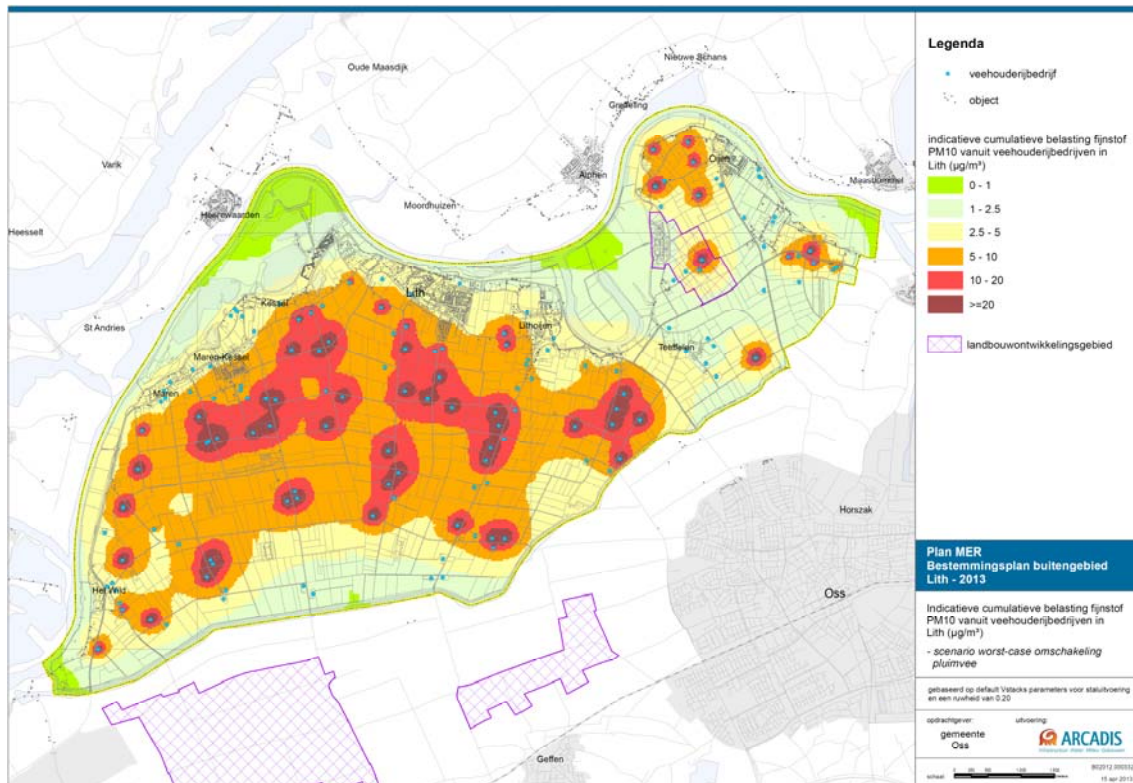 Nieuwe Schans
Oude Maasdijk
Greffeling
Varik
Alphen
Oijen
Maasbommel
Heerewaarden
Moordhuizen
Heesselt
Kessel
Lith
St Andries
Lithoijen
Maren-Kessel
Teeffelen
Maren
Horszak
Het Wild
Oss
Geffen
Legenda
veehouderijbedrijf
object
indicatieve cumulatieve belasting fijnstof
PM10 vanuit veehouderijbedrijven in
Lith (µg/m³)
0 - 1
1 - 2.5
2.5 - 5
5 - 10
10 - 20
>=20
landbouwontwikkelingsgebied
Plan MER
Bestemmingsplan buitengebied
Lith - 2013
Indicatieve cumulatieve belasting fijnstof
PM10 vanuit veehouderijbedrijven in
Lith (µg/m³)
- scenario worst-case omschakeling
pluimvee
gebaseerd op default Vstacks parameters voor staluitvoering
en een ruwheid van 0.20
opdrachtgever: uitvoering:
gemeente
Oss
ARCADIS
schaal
15 apr 2013